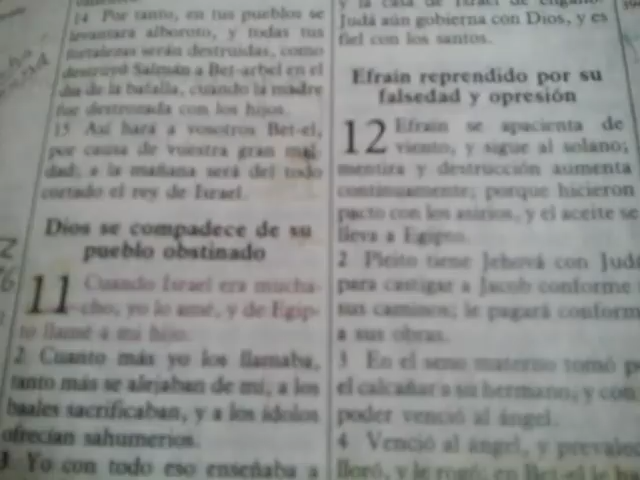 14 Por tanto, en tus pueblos se
levantará alboroto, y todas tus
fortalezas serán destruidas, como
destruyó Salmán a Bet-arbel en el
día de la batalla, cuando la madre
fue destrozada con los hijos.
15 Así hará a vosotros Bet-el,
por causa de vuestra gran mal-
dad; a la mañana será del todo
cortado el rey de Israel.
Dios se compadece de su
pueblo obstinado
11 Cuando Israel era mucha-
cho, yo lo amé, y de Egip-
to llamé a mi hijo.
2 Cuanto más yo los llamaba,
tanto más se alejaban de mí; a los
baales sacrificaban, y a los ídolos
ofrecían sahumerios.
3 Yo con todo eso enseñaba a
y la casa de Israel de engaño.
Judá aún gobierna con Dios, y es
fiel con los santos.
Efraín reprendido por su
falsedad y opresión
12 Efraín se apacienta de
viento, y sigue al solano;
mentira y destrucción aumenta
continuamente; porque hicieron
pacto con los asirios, y el aceite se
lleva a Egipto.
2 Pleito tiene Jehová con Judá
para castigar a Jacob conforme
sus caminos; le pagará conform
a sus obras.
3 En el seno materno tomó p
el calcañar a su hermano, y con
poder venció al ángel.
4 Venció al ángel, y prevalec
lloró, y le rogó; en Bet-el le ha